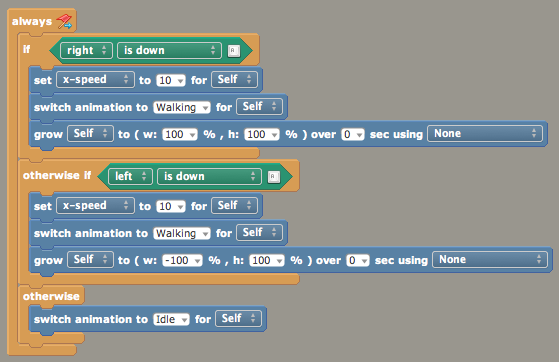 always
if right is down
set x-speed to 10 for Self
switch animation to Walking for Self
grow Self to ( w: 100 % , h: 100 % ) over 0 sec using None
otherwise if left is down
set x-speed to 10 for Self
switch animation to Walking for Self
grow Self to ( w: -100 % , h: 100 % ) over 0 sec using None
otherwise
switch animation to Idle for Self